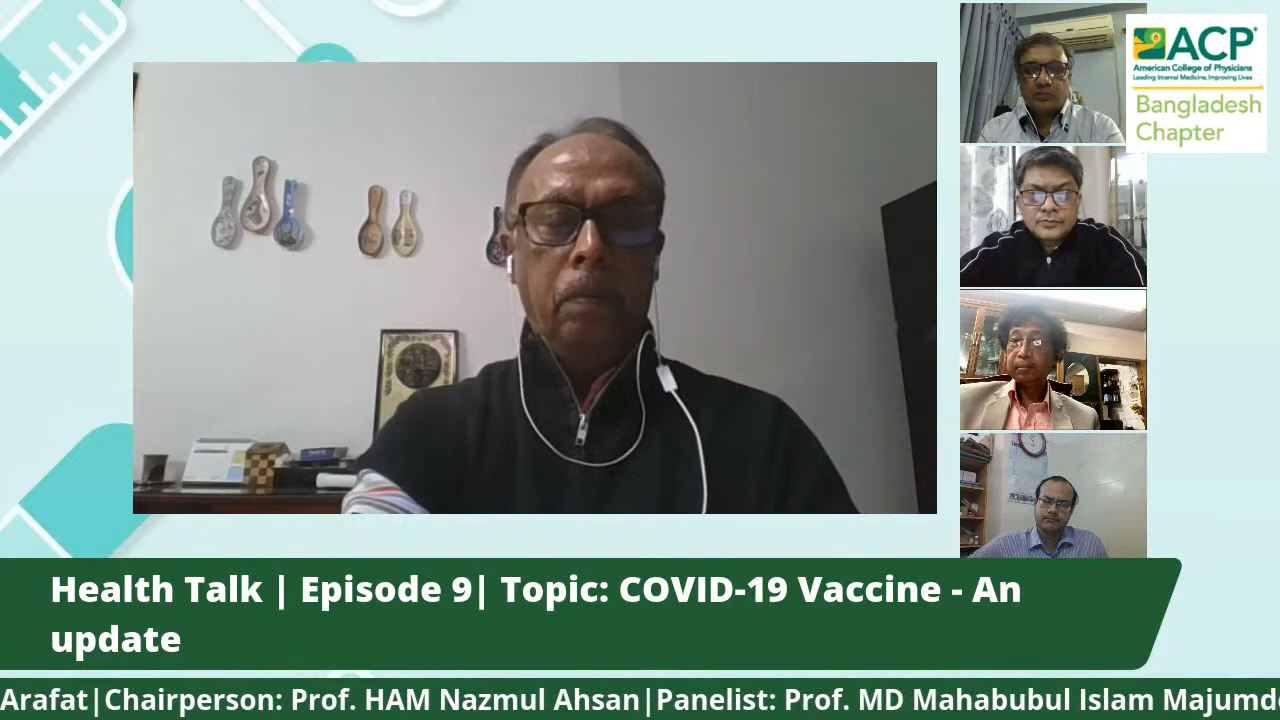 ACP
American College of Physicians
Leading Internal Medicine, Improving Lives
Bangladesh
Chapter
Health Talk | Episode 9| Topic: COVID-19 Vaccine - An
update
Arafat|Chairperson: Prof. HAM Nazmul Ahsan|Panelist: Prof. MD Mahabubul Islam Majumd